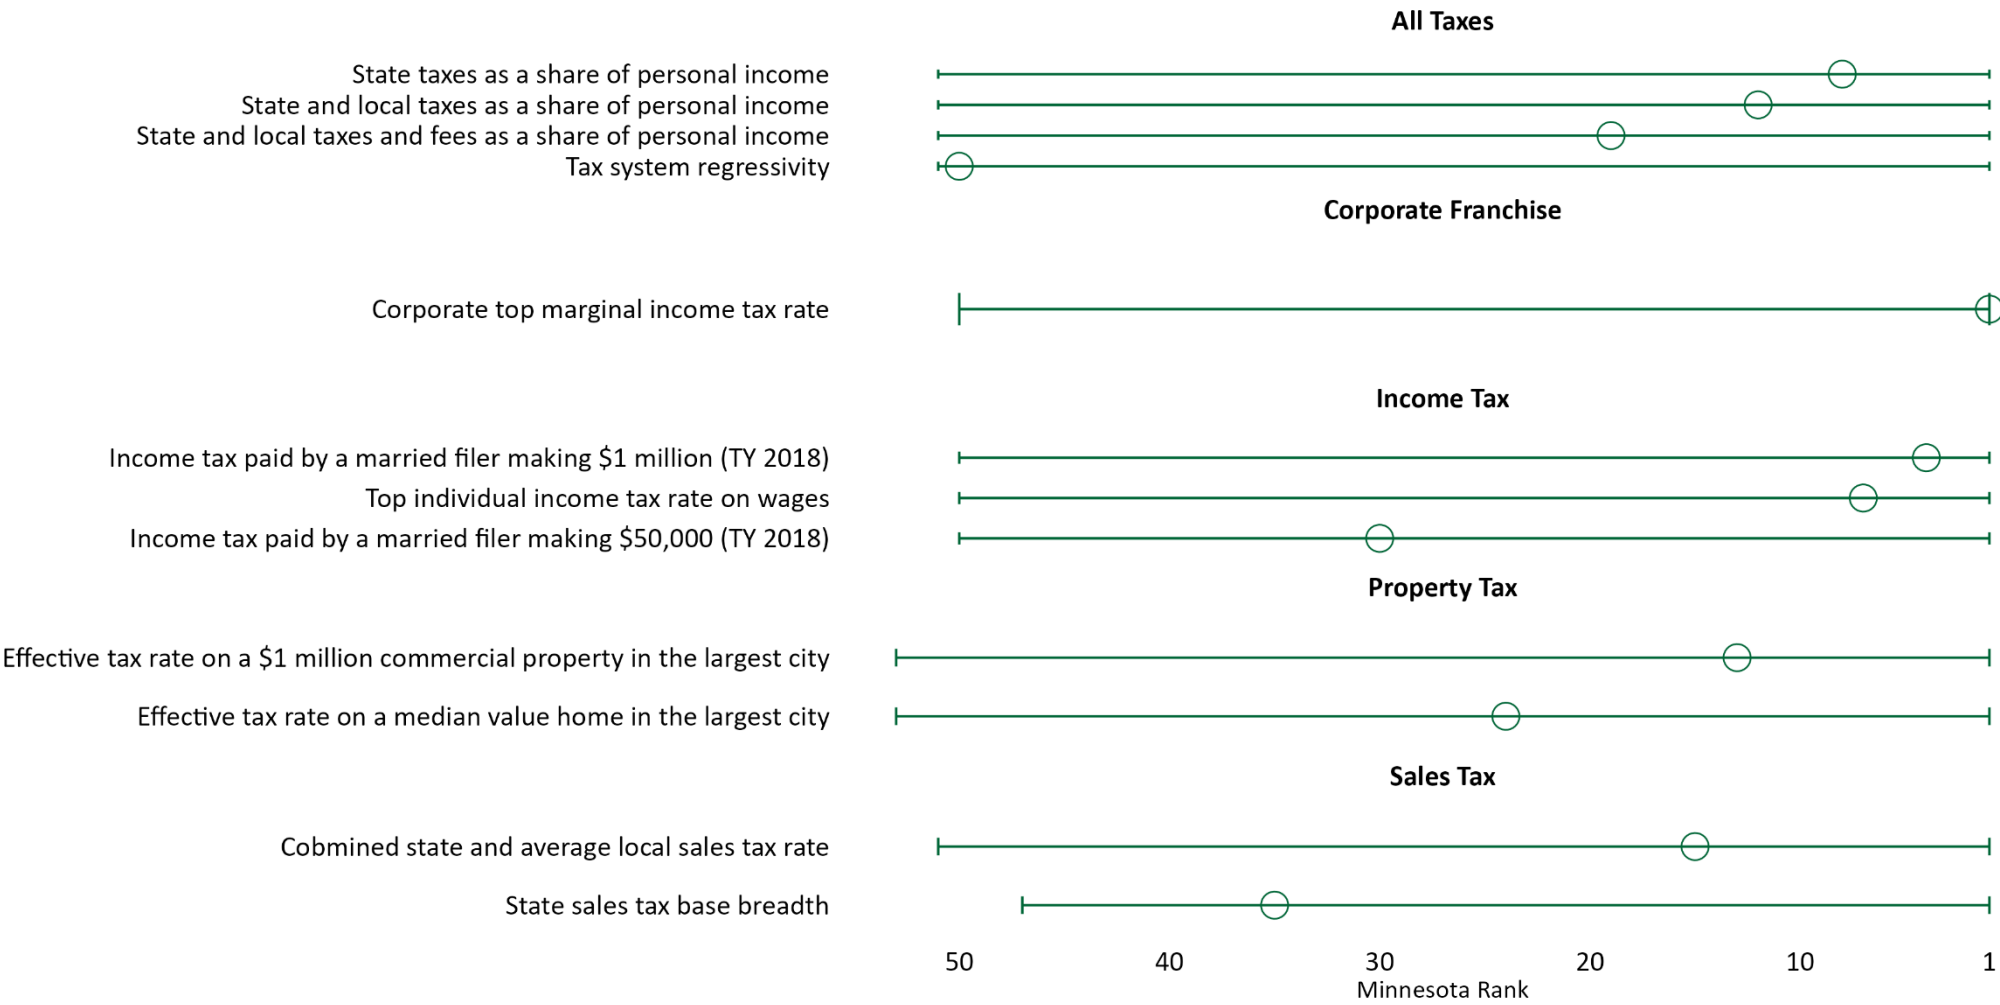 All Taxes
State taxes as a share of personal income
State and local taxes as a share of personal income
State and local taxes and fees as a share of personal income
Tax system regressivity
Corporate Franchise
Corporate top marginal income tax rate
Income Tax
Income tax paid by a married filer making $1 million (TY 2018)
Top individual income tax rate on wages
Income tax paid by a married filer making $50,000 (TY 2018)
Property Tax
Effective tax rate on a $1 million commercial property in the largest city
Effective tax rate on a median value home in the largest city
Sales Tax
Cobmined state and average local sales tax rate
State sales tax base breadth
50 40 30 20 10 1
Minnesota Rank